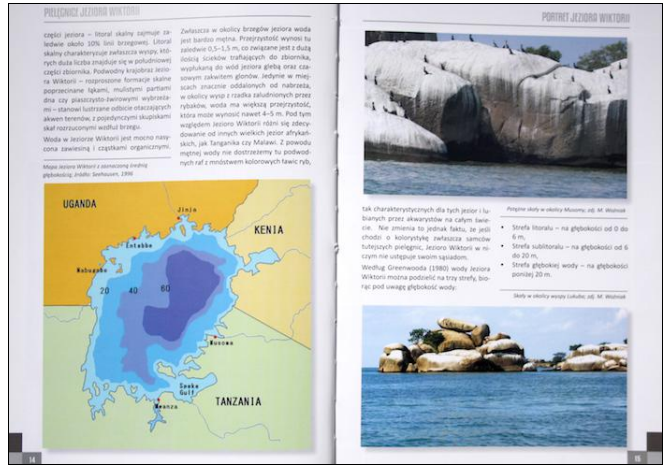 PIELĘGNICE JEZIORA WIKTORII
części jeziora – litoral skalny zajmuje za-
ledwie około 10% linii brzegowej. Litoral
skalny charakteryzuje zwłaszcza wyspy, któ-
rych duża liczba znajduje się w południowej
części zbiornika. Podwodny krajobraz Jezio-
ra Wiktorii – rozproszone formacje skalne
poprzecinane łąkami, mulistymi partiami
dna czy piaszczysto-żwirowymi wybrzeża-
mi – stanowi lustrzane odbicie otaczających
akwen terenów, z pojedynczymi skupiskami
skał rozrzuconymi wzdłuż brzegu.
Woda w Jeziorze Wiktorii jest mocno nasy-
cona zawiesiną i cząstkami organicznymi.
Mapa Jeziora Wiktorii z zaznaczoną średnią
głębokością; źródło: Seehausen, 1996
Zwłaszcza w okolicy brzegów jeziora woda
jest bardzo mętna. Przejrzystość wynosi tu
zaledwie 0,5–1,5 m, co związane jest z dużą
ilością ścieków trafiających do zbiornika,
wypłukaną do wód jeziora glebą oraz cza-
sowym zakwitem glonów. Jedynie w miej-
scach znacznie oddalonych od nabrzeża,
w okolicy wysp z rzadka zaludnionych przez
rybaków, woda ma większą przejrzystość,
która może wynosić nawet 4–5 m. Pod tym
względem Jezioro Wiktorii różni się zdecy-
dowanie od innych wielkich jezior afrykań-
skich, jak Tanganika czy Malawi. Z powodu
mętnej wody nie dostrzeżemy tu podwod-
nych raf z mnóstwem kolorowych ławic ryb,
UGANDA
Jinja
Entabbe
KENIA
20
40
60
Musowa
Speke
Gulf
Mwanza
TANZANIA
14
PORTRET JEZIORA WIKTORII
tak charakterystycznych dla tych jezior i lu-
bianych przez akwarystów na całym świe-
cie. Nie zmienia to jednak faktu, że jeśli
chodzi o kolorystykę zwłaszcza samców
tutejszych pielęgnic, Jezioro Wiktorii w ni-
czym nie ustępuje swoim sąsiadom.
Według Greenwooda (1980) wody Jeziora
Wiktorii można podzielić na trzy strefy, bio-
rąc pod uwagę głębokość wody:
Potężne skały w okolicy Musomy; zdj. M. Woźniak
• Strefa litoralu – na głębokości od 0 do
6 m,
• Strefa sublitoralu – na głębokości od 6
do 20 m,
• Strefa głębokiej wody – na głębokości
poniżej 20 m.
Skały w okolicy wyspy Lukuba; zdj. M. Woźniak
15